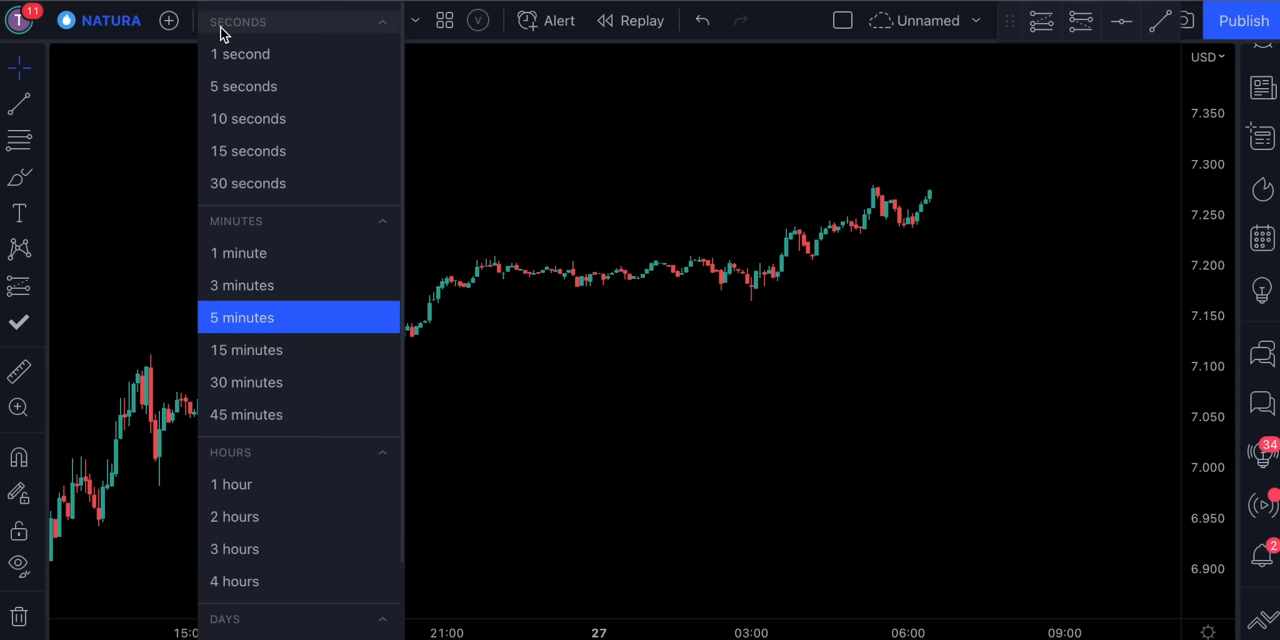 T
11
NATURA
V
Alert
Replay
Unnamed
Publish
SECONDS
1 second
5 seconds
10 seconds
15 seconds
30 seconds
MINUTES
1 minute
3 minutes
5 minutes
15 minutes
30 minutes
45 minutes
HOURS
1 hour
2 hours
3 hours
4 hours
DAYS
USD
7.350
7.300
7.250
7.200
7.150
7.100
7.050
7.000
6.950
6.900
34
2
15:0
21:00
27
03:00
06:00
09:00